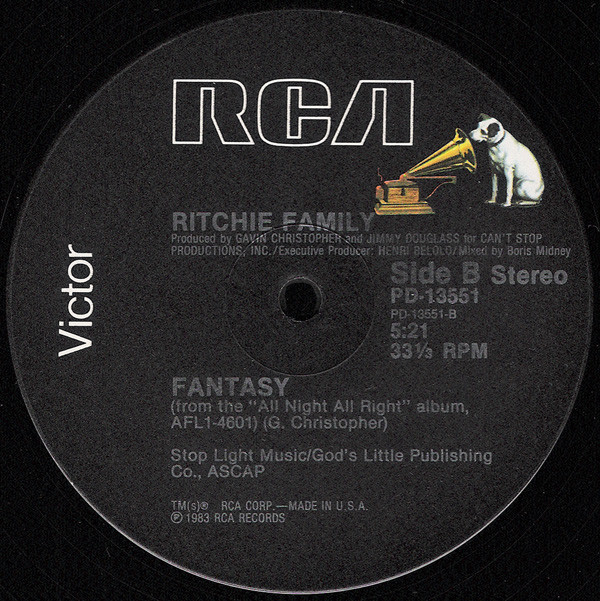 RCA
Victor
RITCHIE FAMILY
Produced by GAVIN CHRISTOPHER and JIMMY DOUGLASS for CAN'T STOP
PRODUCTIONS, INC./Executive Producer: HENRI BELOLO/Mixed by Boris Midney
Side B Stereo
PD-13551
PD-13551-B
5:21
33⅓ RPM
FANTASY
(from the "All Night All Right" album,
AFL1-4601) (G. Christopher)
Stop Light Music/God's Little Publishing
Co., ASCAP
TM(s)® RCA CORP.—MADE IN U.S.A.
℗ 1983 RCA RECORDS